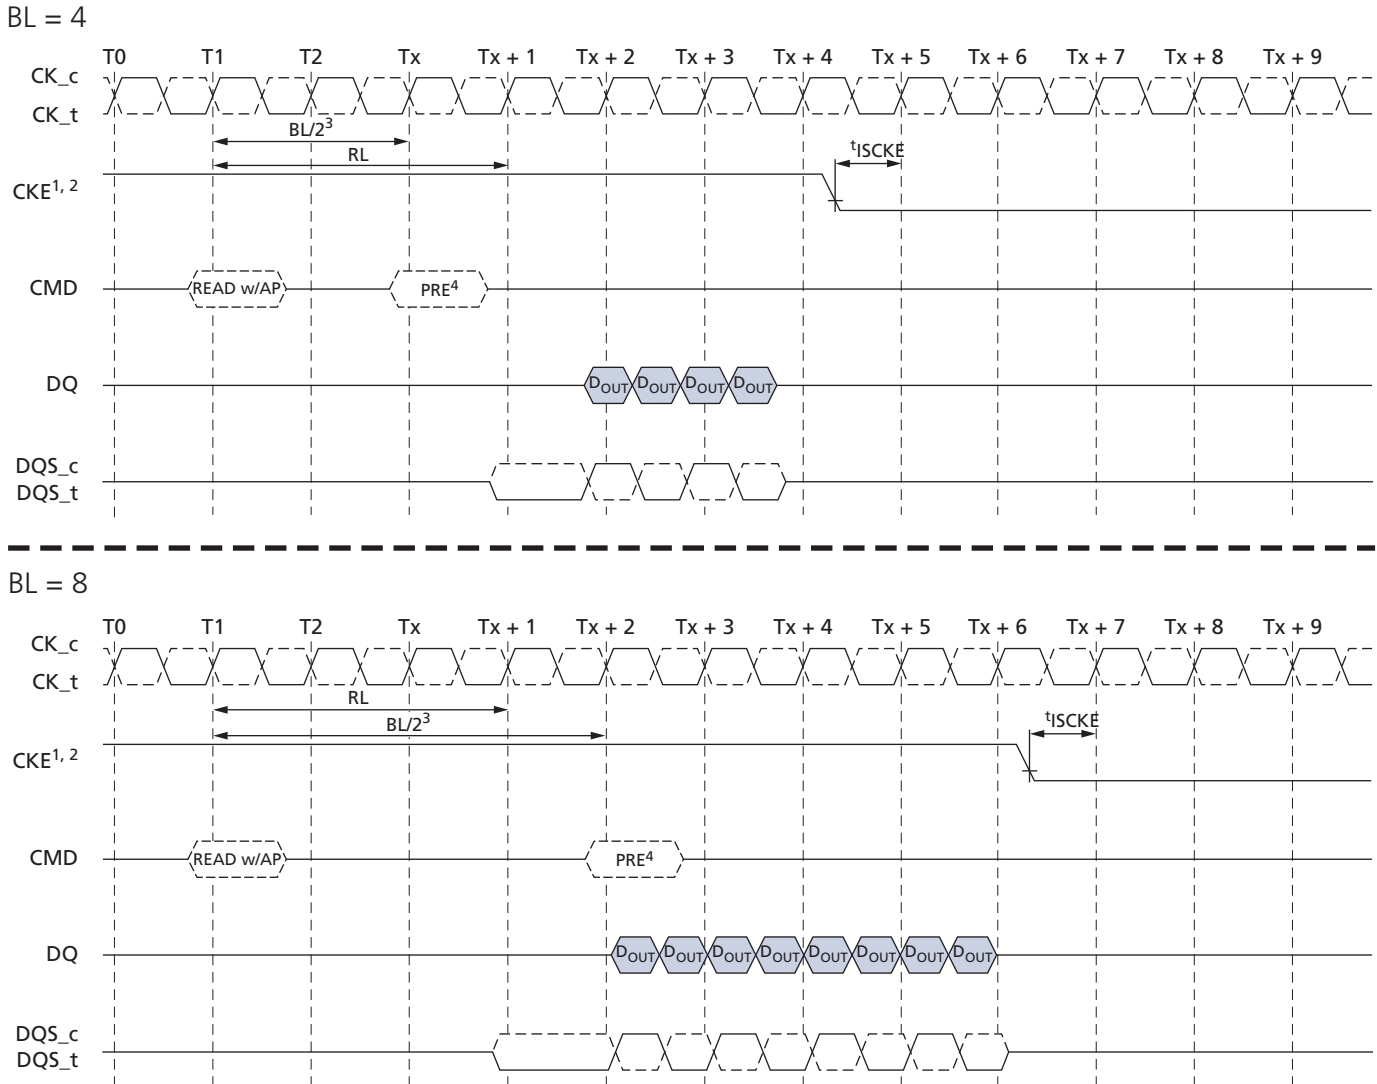 BL = 4
T0 T1 T2 Tx Tx + 1 Tx + 2 Tx + 3 Tx + 4 Tx + 5 Tx + 6 Tx + 7 Tx + 8 Tx + 9
CK_c
CK_t
BL/2³
RL
tISCKE
CKE¹, ²
CMD READ w/AP PRE⁴
DQ DOUT DOUT DOUT DOUT
DQS_c
DQS_t
BL = 8
T0 T1 T2 Tx Tx + 1 Tx + 2 Tx + 3 Tx + 4 Tx + 5 Tx + 6 Tx + 7 Tx + 8 Tx + 9
CK_c
CK_t
RL
BL/2³
tISCKE
CKE¹, ²
CMD READ w/AP PRE⁴
DQ DOUT DOUT DOUT DOUT DOUT DOUT DOUT DOUT
DQS_c
DQS_t